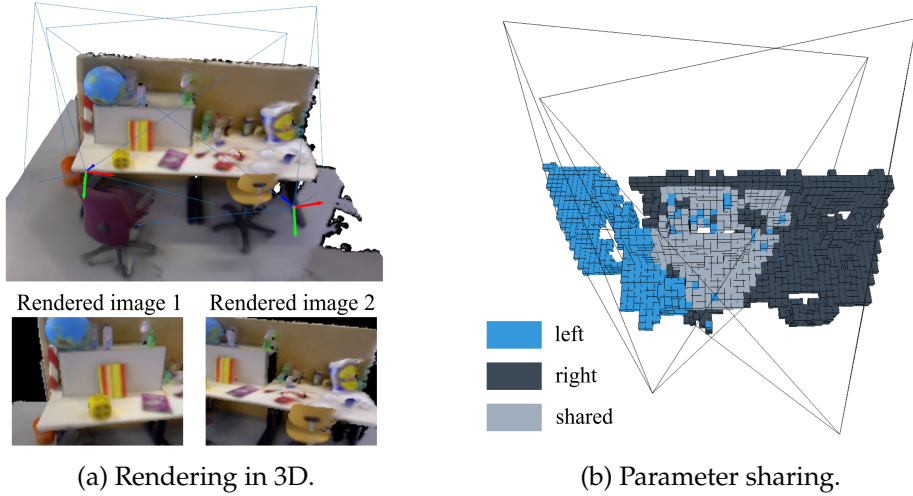 Rendered image 1
Rendered image 2
left
right
shared
(a) Rendering in 3D.
(b) Parameter sharing.